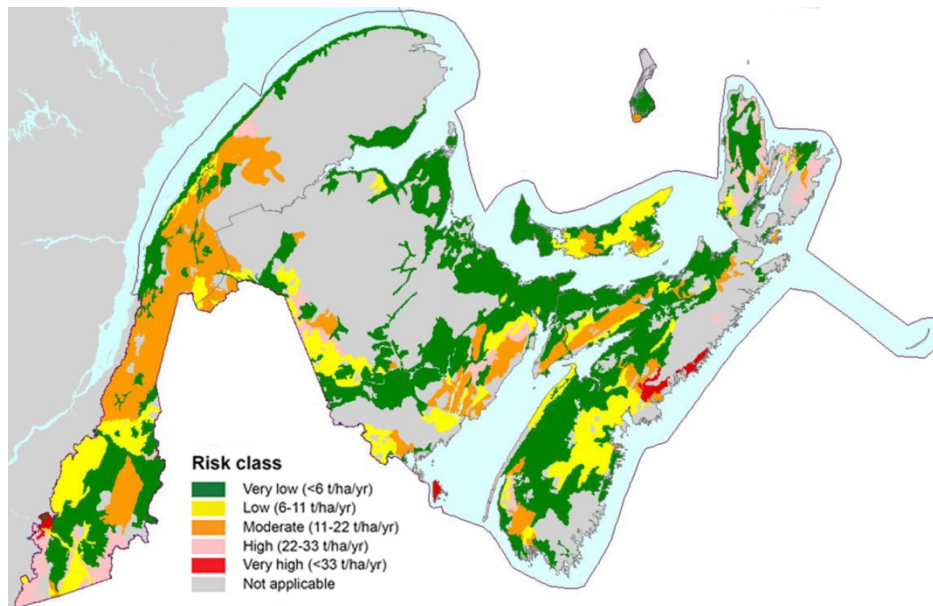 Risk class
Very low (<6 t/ha/yr)
Low (6-11 t/ha/yr)
Moderate (11-22 t/ha/yr)
High (22-33 t/ha/yr)
Very high (<33 t/ha/yr)
Not applicable